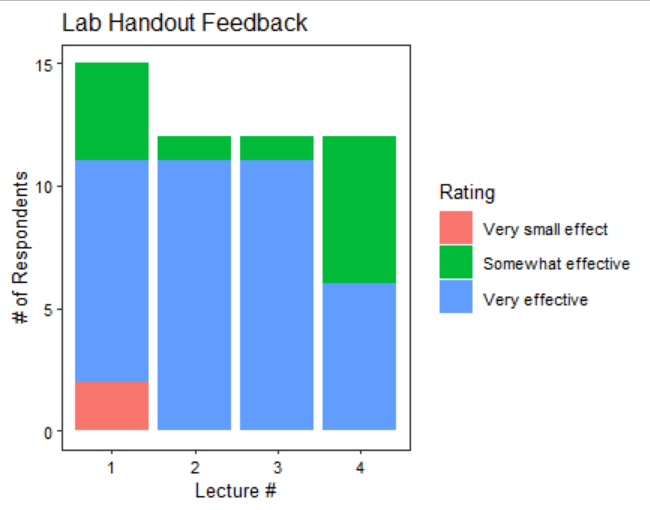 Lab Handout Feedback
15
10
5
0
# of Respondents
1 2 3 4
Lecture #
Rating
Very small effect
Somewhat effective
Very effective